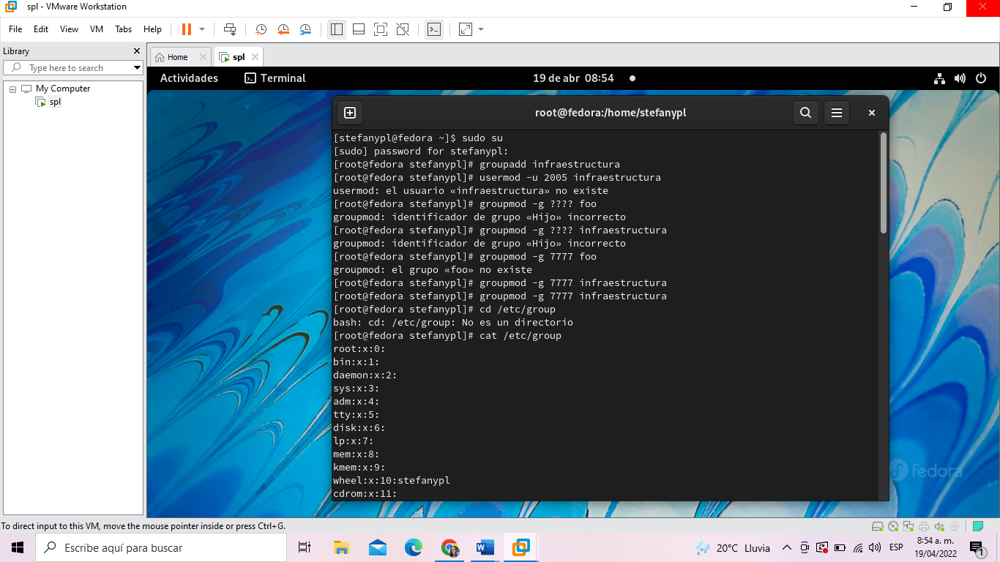 spl - VMware Workstation
File Edit View VM Tabs Help
Library
Type here to search
My Computer
spl
Home
spl
Actividades
Terminal
19 de abr 08:54
root@fedora:/home/stefanypl
[stefanypl@fedora ~]$ sudo su
[sudo] password for stefanypl:
[root@fedora stefanypl]# groupadd infraestructura
[root@fedora stefanypl]# usermod -u 2005 infraestructura
usermod: el usuario «infraestructura» no existe
[root@fedora stefanypl]# groupmod -g ???? foo
groupmod: identificador de grupo «Hijo» incorrecto
[root@fedora stefanypl]# groupmod -g ???? infraestructura
groupmod: identificador de grupo «Hijo» incorrecto
[root@fedora stefanypl]# groupmod -g 7777 foo
groupmod: el grupo «foo» no existe
[root@fedora stefanypl]# groupmod -g 7777 infraestructura
[root@fedora stefanypl]# groupmod -g 7777 infraestructura
[root@fedora stefanypl]# cd /etc/group
bash: cd: /etc/group: No es un directorio
[root@fedora stefanypl]# cat /etc/group
root:x:0:
bin:x:1:
daemon:x:2:
sys:x:3:
adm:x:4:
tty:x:5:
disk:x:6:
lp:x:7:
mem:x:8:
kmem:x:9:
wheel:x:10:stefanypl
cdrom:x:11:
fedora
To direct input to this VM, move the mouse pointer inside or press Ctrl+G.
Escribe aquí para buscar
W
20°C Lluvia
ESP
8:54 a. m.
19/04/2022
1